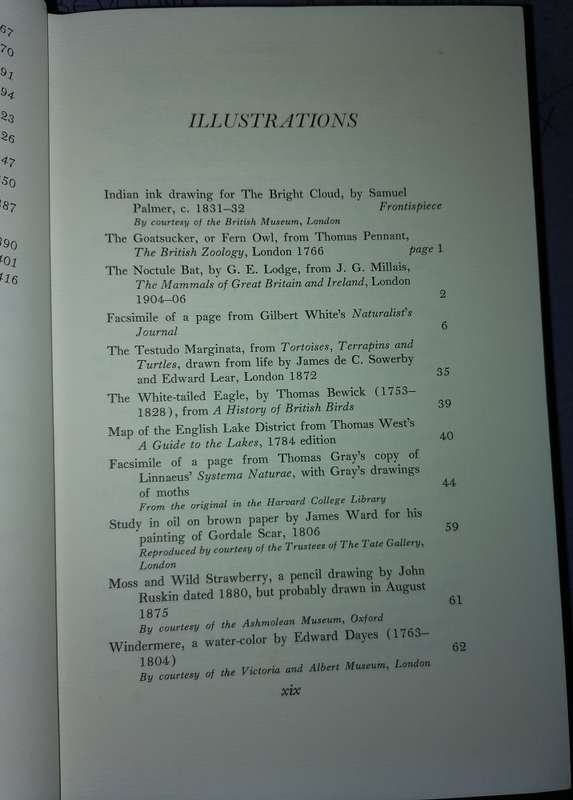 67
70
91
94
23
26
47
50
87
390
401
416
ILLUSTRATIONS
Indian ink drawing for The Bright Cloud, by Samuel
Palmer, c. 1831–32 Frontispiece
By courtesy of the British Museum, London
The Goatsucker, or Fern Owl, from Thomas Pennant,
The British Zoology, London 1766 page 1
The Noctule Bat, by G. E. Lodge, from J. G. Millais,
The Mammals of Great Britain and Ireland, London
1904–06 2
Facsimile of a page from Gilbert White's Naturalist's
Journal 6
The Testudo Marginata, from Tortoises, Terrapins and
Turtles, drawn from life by James de C. Sowerby
and Edward Lear, London 1872 35
The White-tailed Eagle, by Thomas Bewick (1753–
1828), from A History of British Birds 39
Map of the English Lake District from Thomas West's
A Guide to the Lakes, 1784 edition 40
Facsimile of a page from Thomas Gray's copy of
Linnaeus' Systema Naturae, with Gray's drawings
of moths 44
From the original in the Harvard College Library
Study in oil on brown paper by James Ward for his
painting of Gordale Scar, 1806 59
Reproduced by courtesy of the Trustees of The Tate Gallery,
London
Moss and Wild Strawberry, a pencil drawing by John
Ruskin dated 1880, but probably drawn in August
1875 61
By courtesy of the Ashmolean Museum, Oxford
Windermere, a water-color by Edward Dayes (1763–
1804) 62
By courtesy of the Victoria and Albert Museum, London
xix